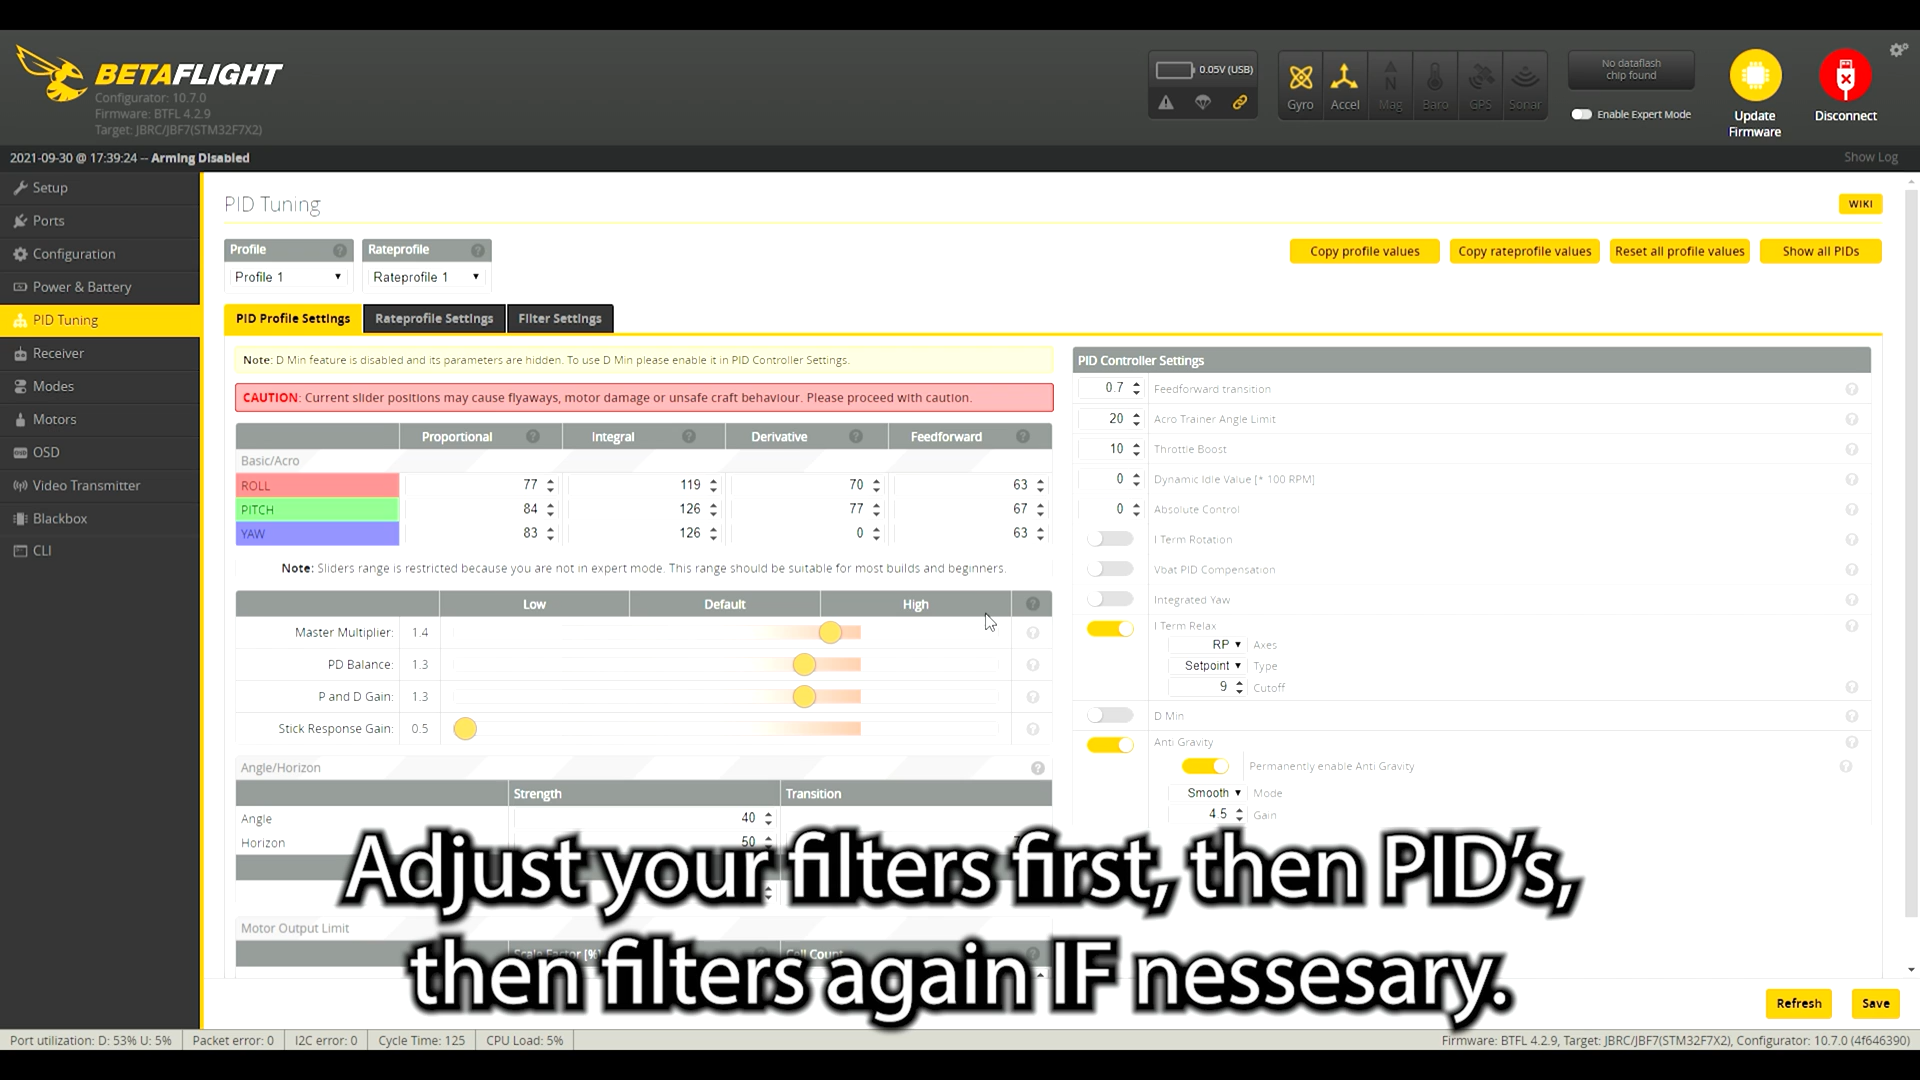 BETAFLIGHT
Configurator: 10.7.0
Firmware: BTFL 4.2.9
Target: JBRC/JBF7(STM32F7X2)
0.05V (USB)
Gyro Accel Mag Baro GPS Sonar
No dataflash
chip found
Enable Expert Mode
Update
Firmware
Disconnect
2021-09-30 @ 17:39:24 -- Arming Disabled
Show Log
Setup
Ports
Configuration
Power & Battery
PID Tuning
Receiver
Modes
Motors
OSD
Video Transmitter
Blackbox
CLI
PID Tuning
WIKI
Profile
Profile 1
Rateprofile
Rateprofile 1
Copy profile values
Copy rateprofile values
Reset all profile values
Show all PIDs
PID Profile Settings
Rateprofile Settings
Filter Settings
Note: D Min feature is disabled and its parameters are hidden. To use D Min please enable it in PID Controller Settings.
CAUTION: Current slider positions may cause flyaways, motor damage or unsafe craft behaviour. Please proceed with caution.
Proportional Integral Derivative Feedforward
Basic/Acro
ROLL 77 119 70 63
PITCH 84 126 77 67
YAW 83 126 0 63
Note: Sliders range is restricted because you are not in expert mode. This range should be suitable for most builds and beginners.
Low Default High
Master Multiplier: 1.4
PD Balance: 1.3
P and D Gain: 1.3
Stick Response Gain: 0.5
Angle/Horizon
Strength Transition
Angle 40
Horizon 50
Motor Output Limit
Scale Factor [%] Cell Count
PID Controller Settings
0.7 Feedforward transition
20 Acro Trainer Angle Limit
10 Throttle Boost
0 Dynamic Idle Value [* 100 RPM]
0 Absolute Control
I Term Rotation
Vbat PID Compensation
Integrated Yaw
I Term Relax
RP Axes
Setpoint Type
9 Cutoff
D Min
Anti Gravity
Permanently enable Anti Gravity
Smooth Mode
4.5 Gain
Adjust your filters first, then PID's,
then filters again IF nessesary.
Refresh
Save
Port utilization: D: 53% U: 5% Packet error: 0 I2C error: 0 Cycle Time: 125 CPU Load: 5%
Firmware: BTFL 4.2.9, Target: JBRC/JBF7(STM32F7X2), Configurator: 10.7.0 (4f646390)